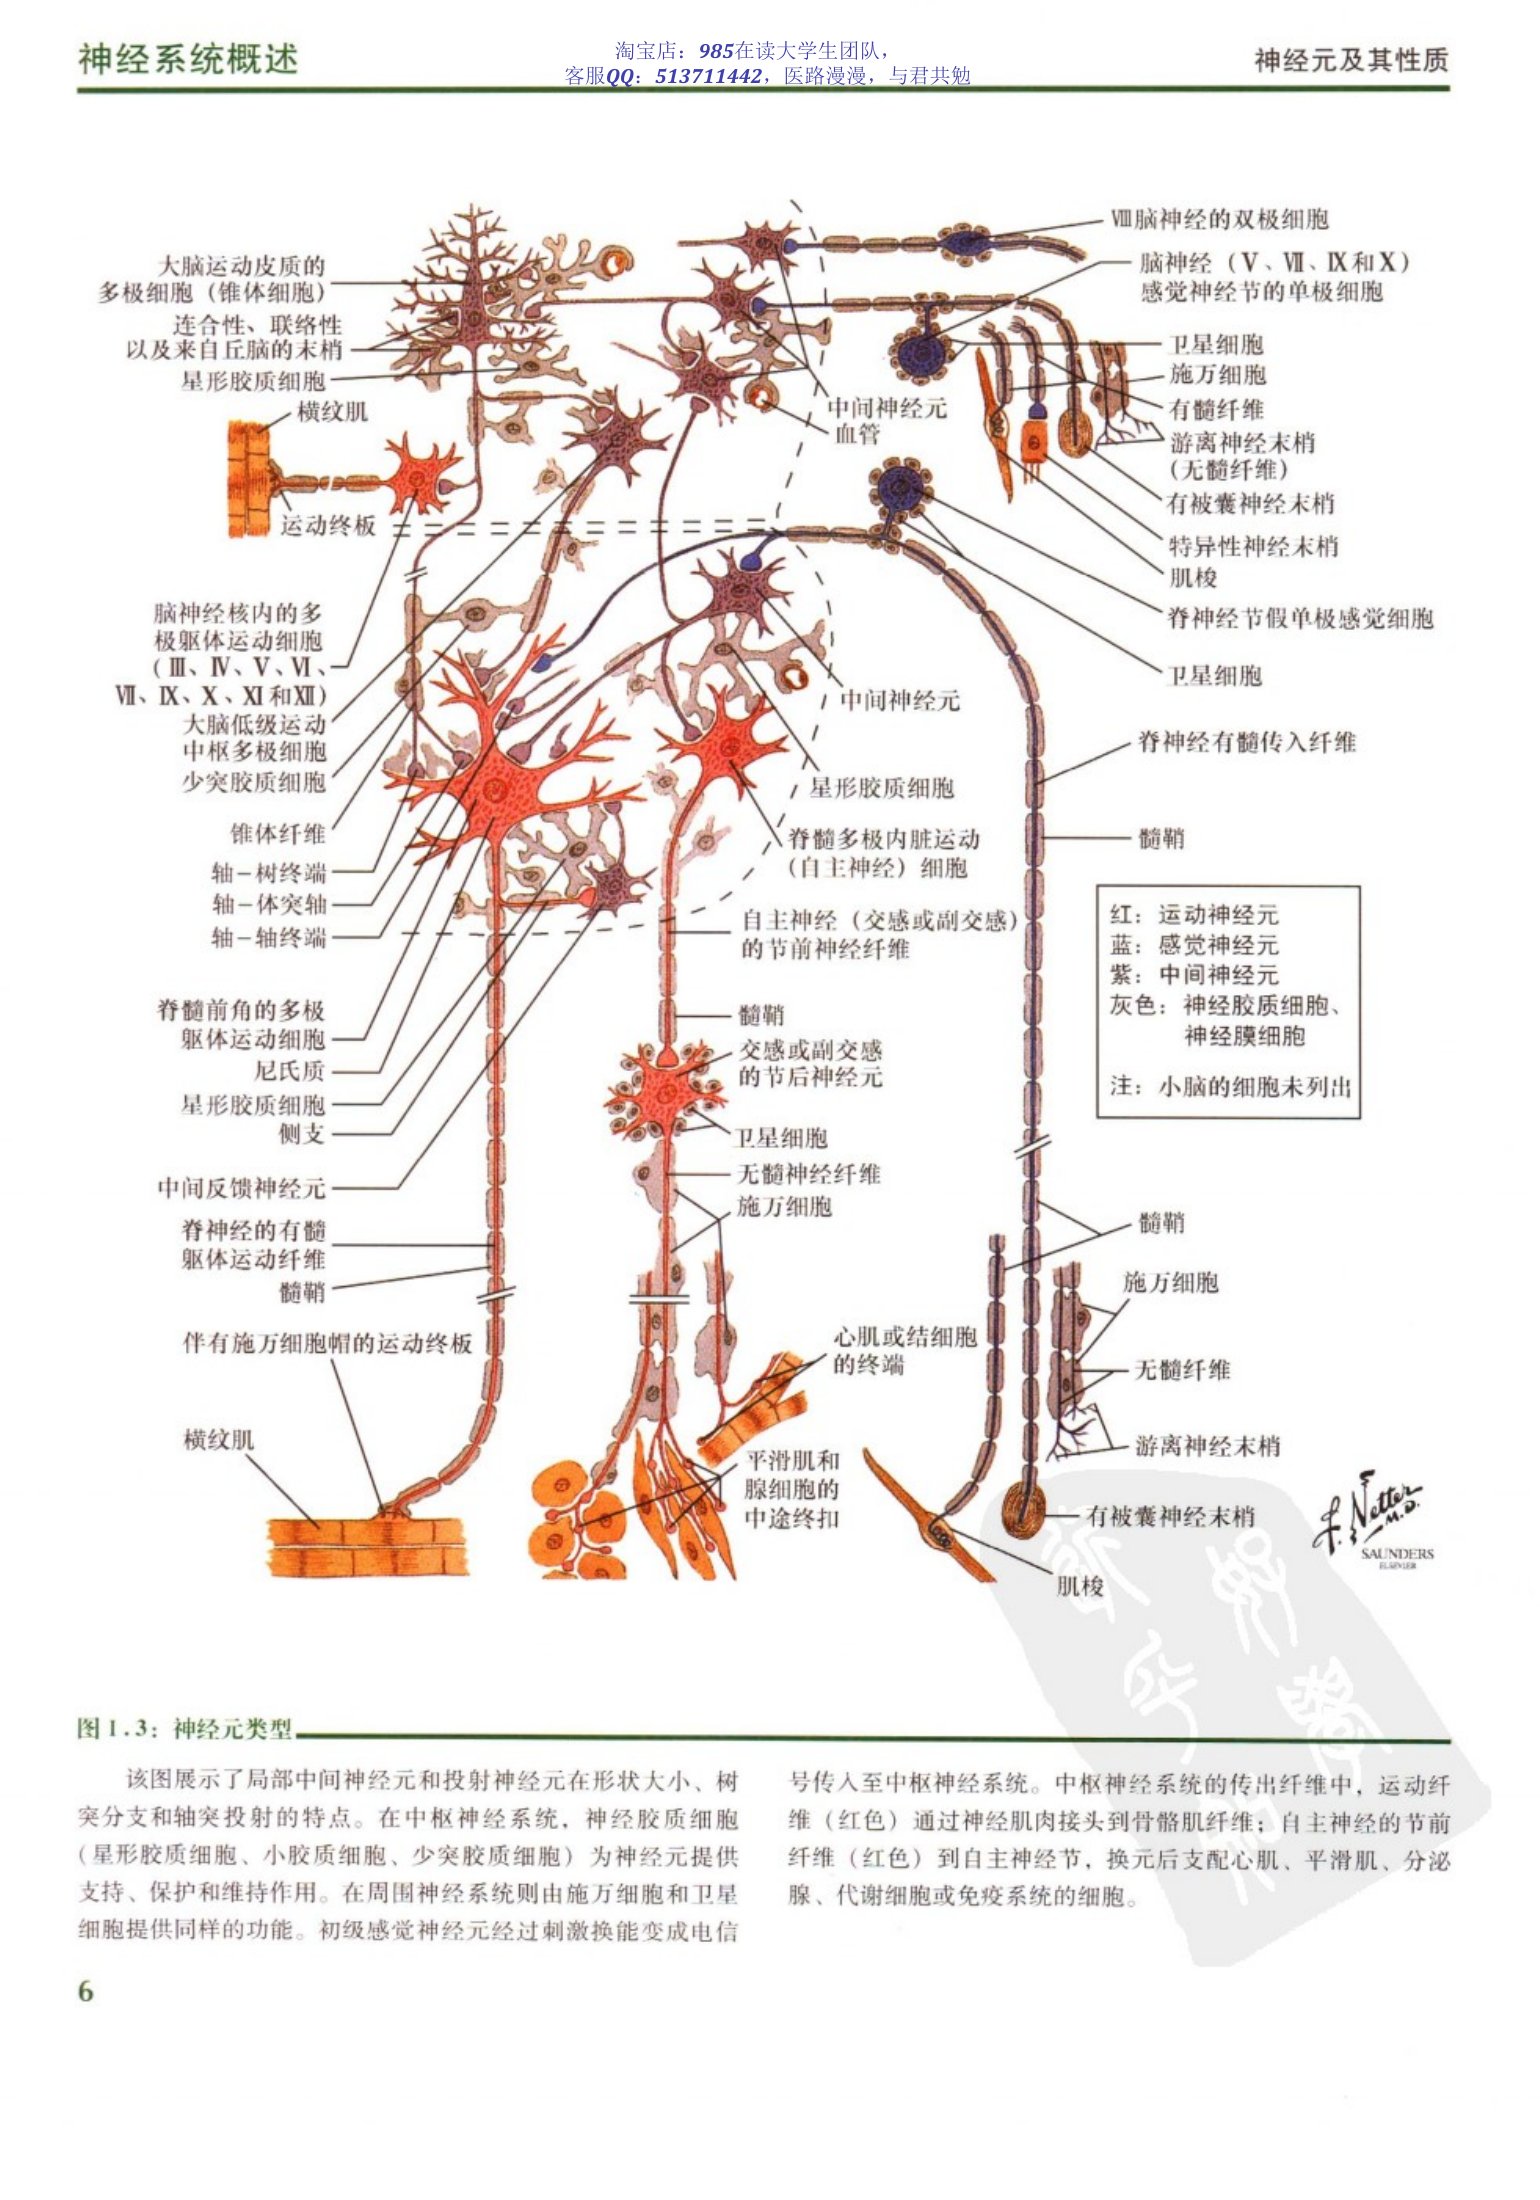 神经系统概述
淘宝店：985在读大学生团队，
客服QQ：513711442，医路漫漫，与君共勉
神经元及其性质
大脑运动皮质的
多极细胞（锥体细胞）
连合性、联络性
以及来自丘脑的末梢
星形胶质细胞
横纹肌
运动终板
脑神经核内的多
极躯体运动细胞
（Ⅲ、Ⅳ、Ⅴ、Ⅵ、
Ⅶ、Ⅸ、Ⅹ、Ⅺ和Ⅻ）
大脑低级运动
中枢多极细胞
少突胶质细胞
锥体纤维
轴－树终端
轴－体突轴
轴－轴终端
脊髓前角的多极
躯体运动细胞
尼氏质
星形胶质细胞
侧支
中间反馈神经元
脊神经的有髓
躯体运动纤维
髓鞘
伴有施万细胞帽的运动终板
横纹肌
中间神经元
血管
中间神经元
星形胶质细胞
脊髓多极内脏运动
（自主神经）细胞
自主神经（交感或副交感）
的节前神经纤维
髓鞘
交感或副交感
的节后神经元
卫星细胞
无髓神经纤维
施万细胞
心肌或结细胞
的终端
平滑肌和
腺细胞的
中途终扣
Ⅷ脑神经的双极细胞
脑神经（Ⅴ、Ⅶ、Ⅸ和Ⅹ）
感觉神经节的单极细胞
卫星细胞
施万细胞
有髓纤维
游离神经末梢
（无髓纤维）
有被囊神经末梢
特异性神经末梢
肌梭
脊神经节假单极感觉细胞
卫星细胞
脊神经有髓传入纤维
髓鞘
红：运动神经元
蓝：感觉神经元
紫：中间神经元
灰色：神经胶质细胞、
神经膜细胞
注：小脑的细胞未列出
髓鞘
施万细胞
无髓纤维
游离神经末梢
有被囊神经末梢
肌梭
F. Netter
M.D.
SAUNDERS
ELSEVIER
图1.3：神经元类型
该图展示了局部中间神经元和投射神经元在形状大小、树
突分支和轴突投射的特点。在中枢神经系统，神经胶质细胞
（星形胶质细胞、小胶质细胞、少突胶质细胞）为神经元提供
支持、保护和维持作用。在周围神经系统则由施万细胞和卫星
细胞提供同样的功能。初级感觉神经元经过刺激换能变成电信
号传入至中枢神经系统。中枢神经系统的传出纤维中，运动纤
维（红色）通过神经肌肉接头到骨骼肌纤维；自主神经的节前
纤维（红色）到自主神经节，换元后支配心肌、平滑肌、分泌
腺、代谢细胞或免疫系统的细胞。
6